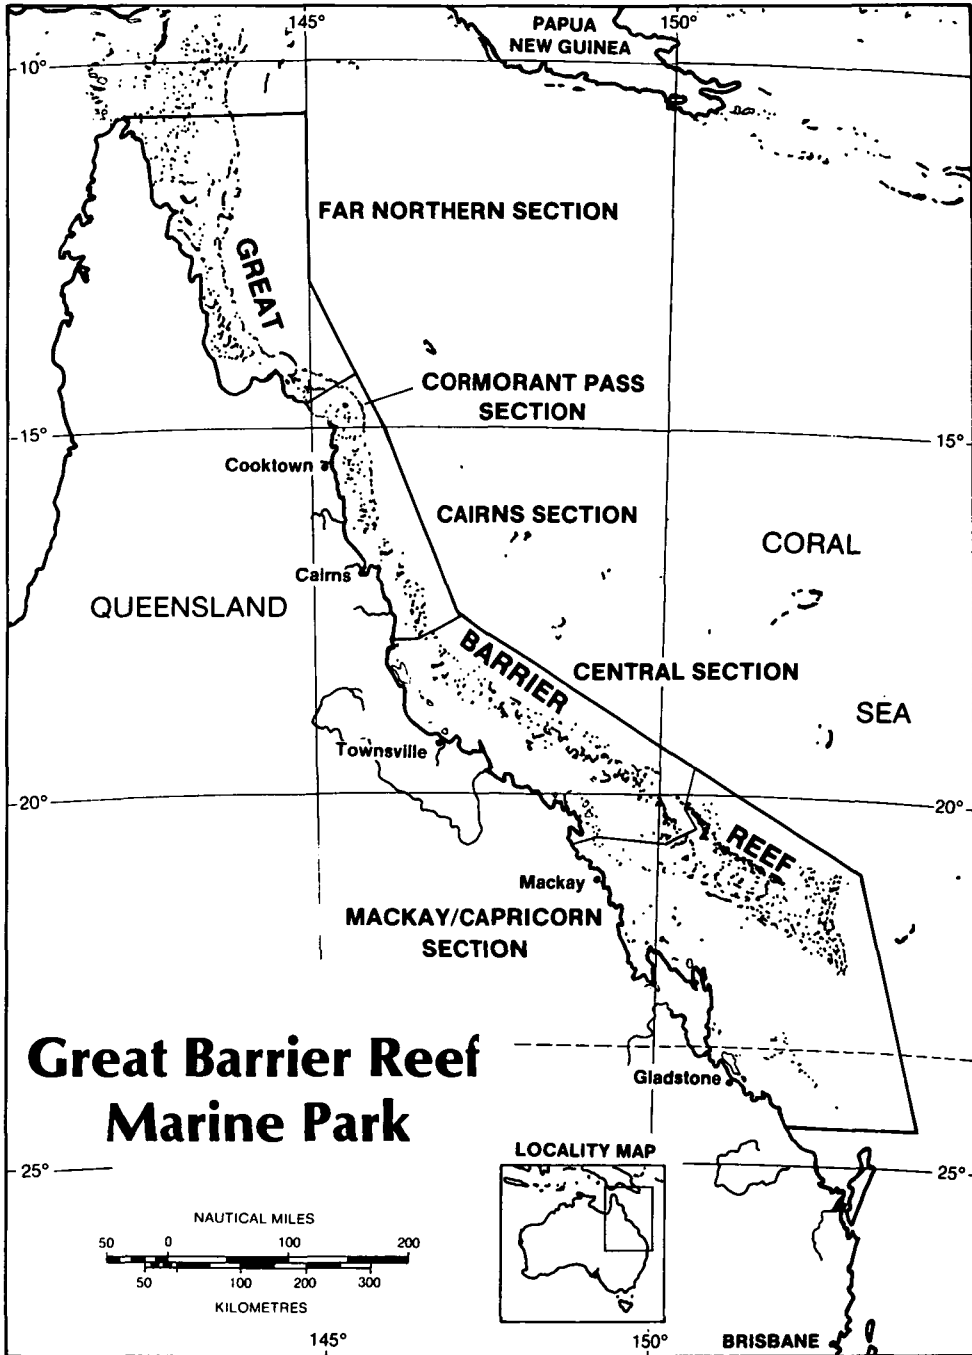 145°
150°
PAPUA
NEW GUINEA
10°
FAR NORTHERN SECTION
GREAT
CORMORANT PASS
SECTION
15°
15°
Cooktown
CAIRNS SECTION
CORAL
Cairns
QUEENSLAND
BARRIER
CENTRAL SECTION
SEA
Townsville
20°
20°
REEF
Mackay
MACKAY/CAPRICORN
SECTION
Great Barrier Reef
Marine Park
Gladstone
LOCALITY MAP
25°
25°
NAUTICAL MILES
50 0 100 200
50 100 200 300
KILOMETRES
145°
150°
BRISBANE